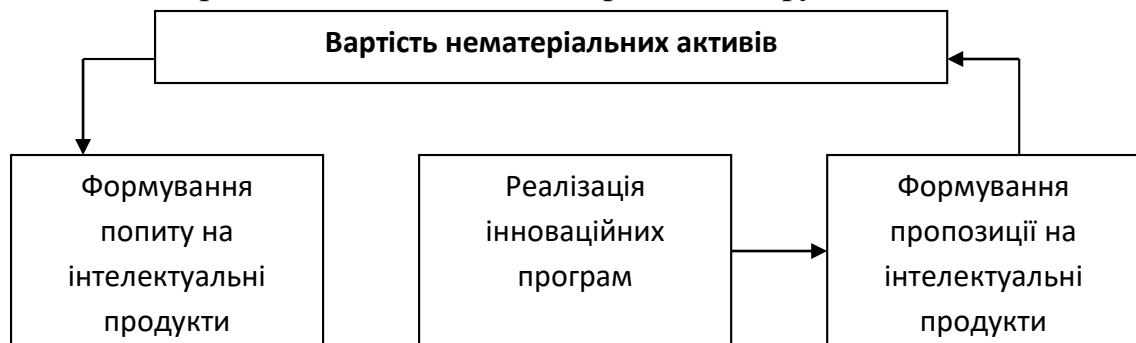 Вартість нематеріальних активів
Формування
попиту на
інтелектуальні
продукти
Реалізація
інноваційних
програм
Формування
пропозиції на
інтелектуальні
продукти